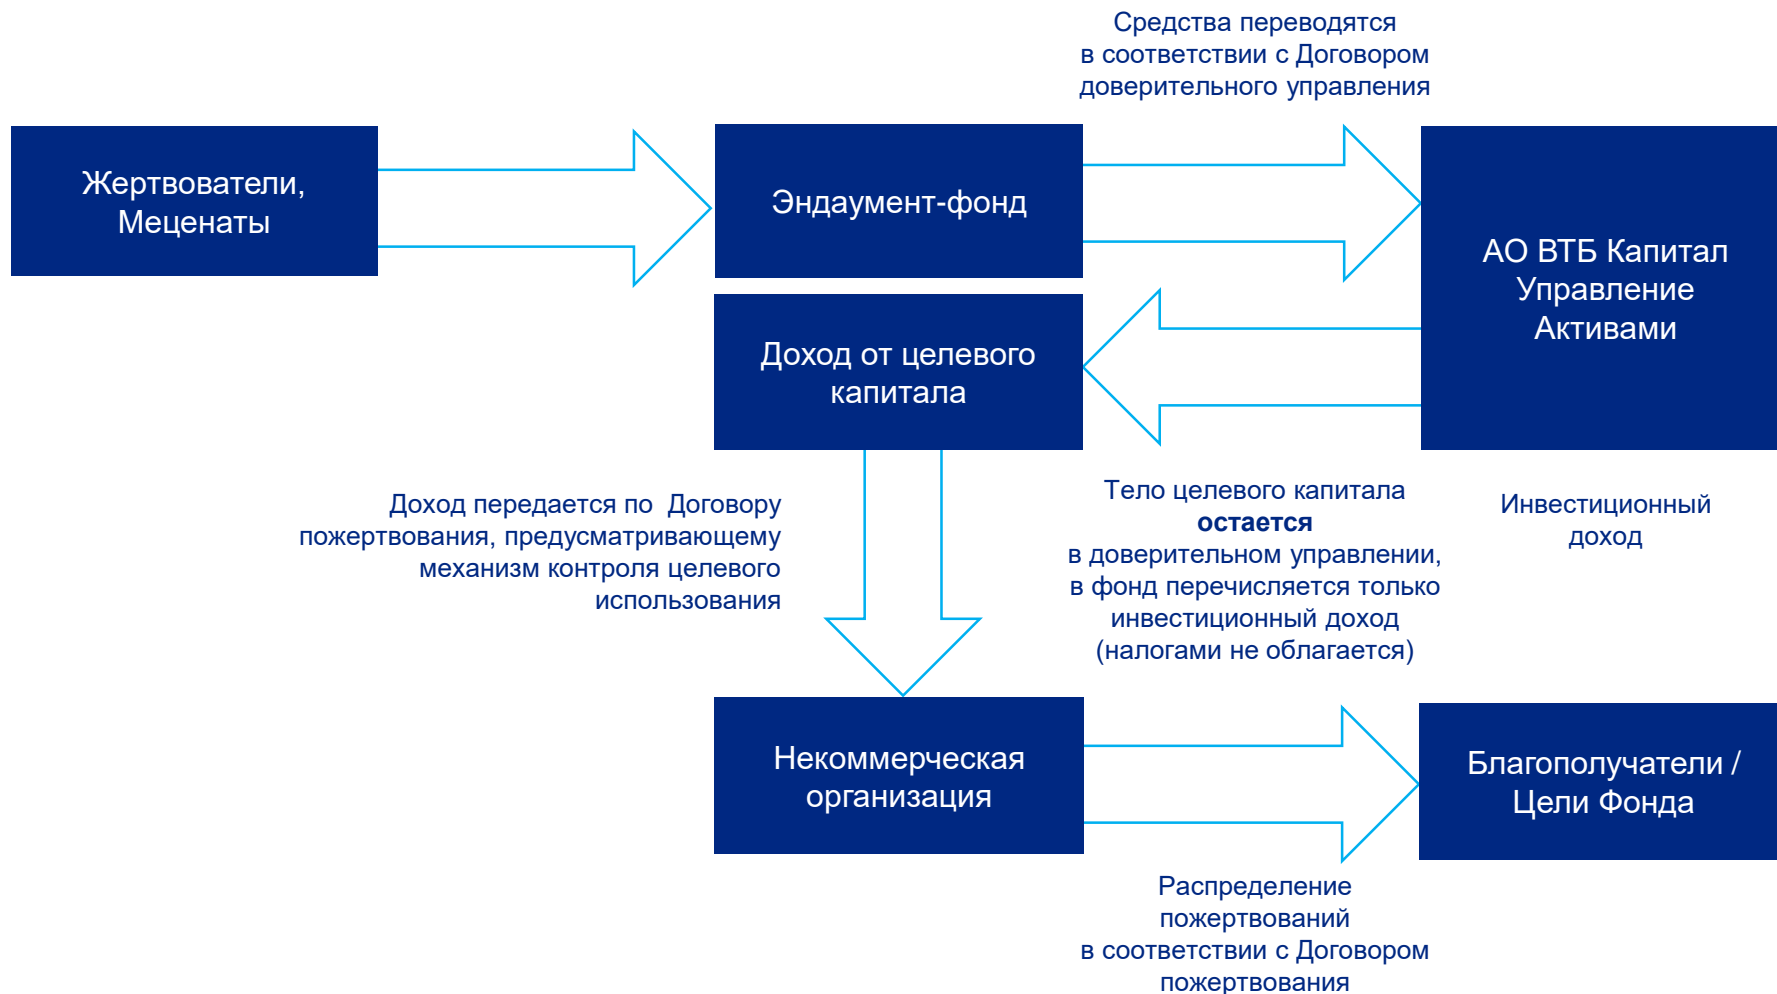 Средства переводятся
в соответствии с Договором
доверительного управления
Жертвователи,
Меценаты
Эндаумент-фонд
АО ВТБ Капитал
Управление
Активами
Доход от целевого
капитала
Доход передается по Договору
пожертвования, предусматривающему
механизм контроля целевого
использования
Тело целевого капитала
остается
в доверительном управлении,
в фонд перечисляется только
инвестиционный доход
(налогами не облагается)
Инвестиционный
доход
Некоммерческая
организация
Благополучатели /
Цели Фонда
Распределение
пожертвований
в соответствии с Договором
пожертвования